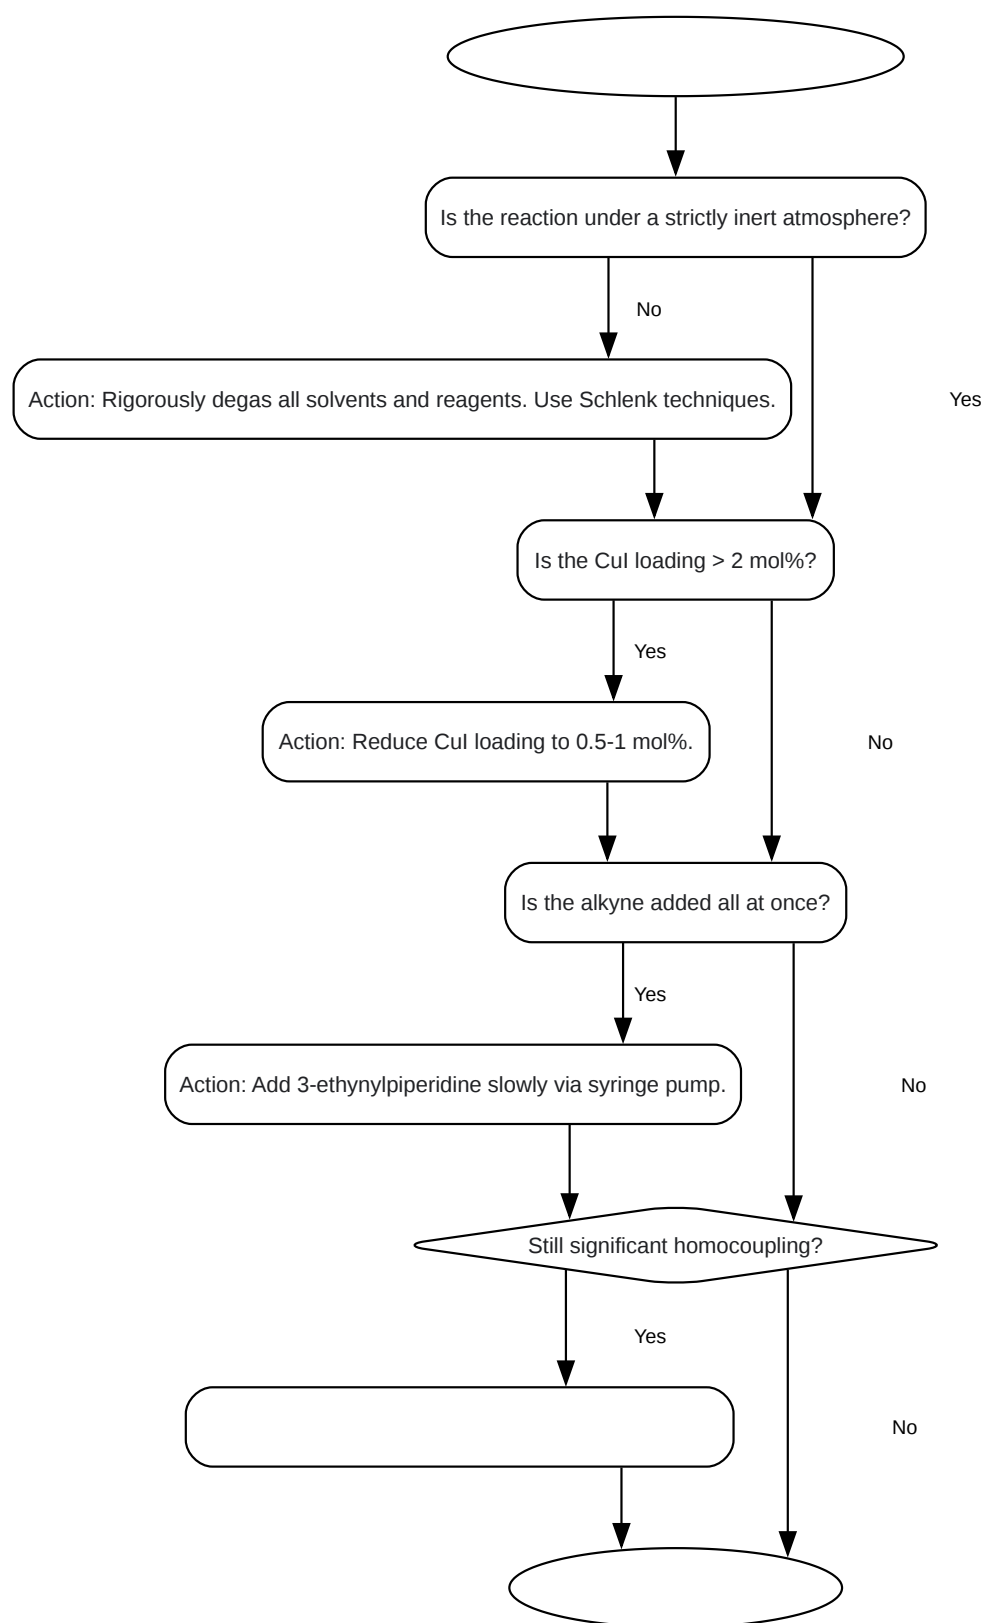 Is the reaction under a strictly inert atmosphere?
No
Action: Rigorously degas all solvents and reagents. Use Schlenk techniques.
Yes
Is the CuI loading > 2 mol%?
Yes
Action: Reduce CuI loading to 0.5-1 mol%.
No
Is the alkyne added all at once?
Yes
Action: Add 3-ethynylpiperidine slowly via syringe pump.
No
Still significant homocoupling?
Yes
No